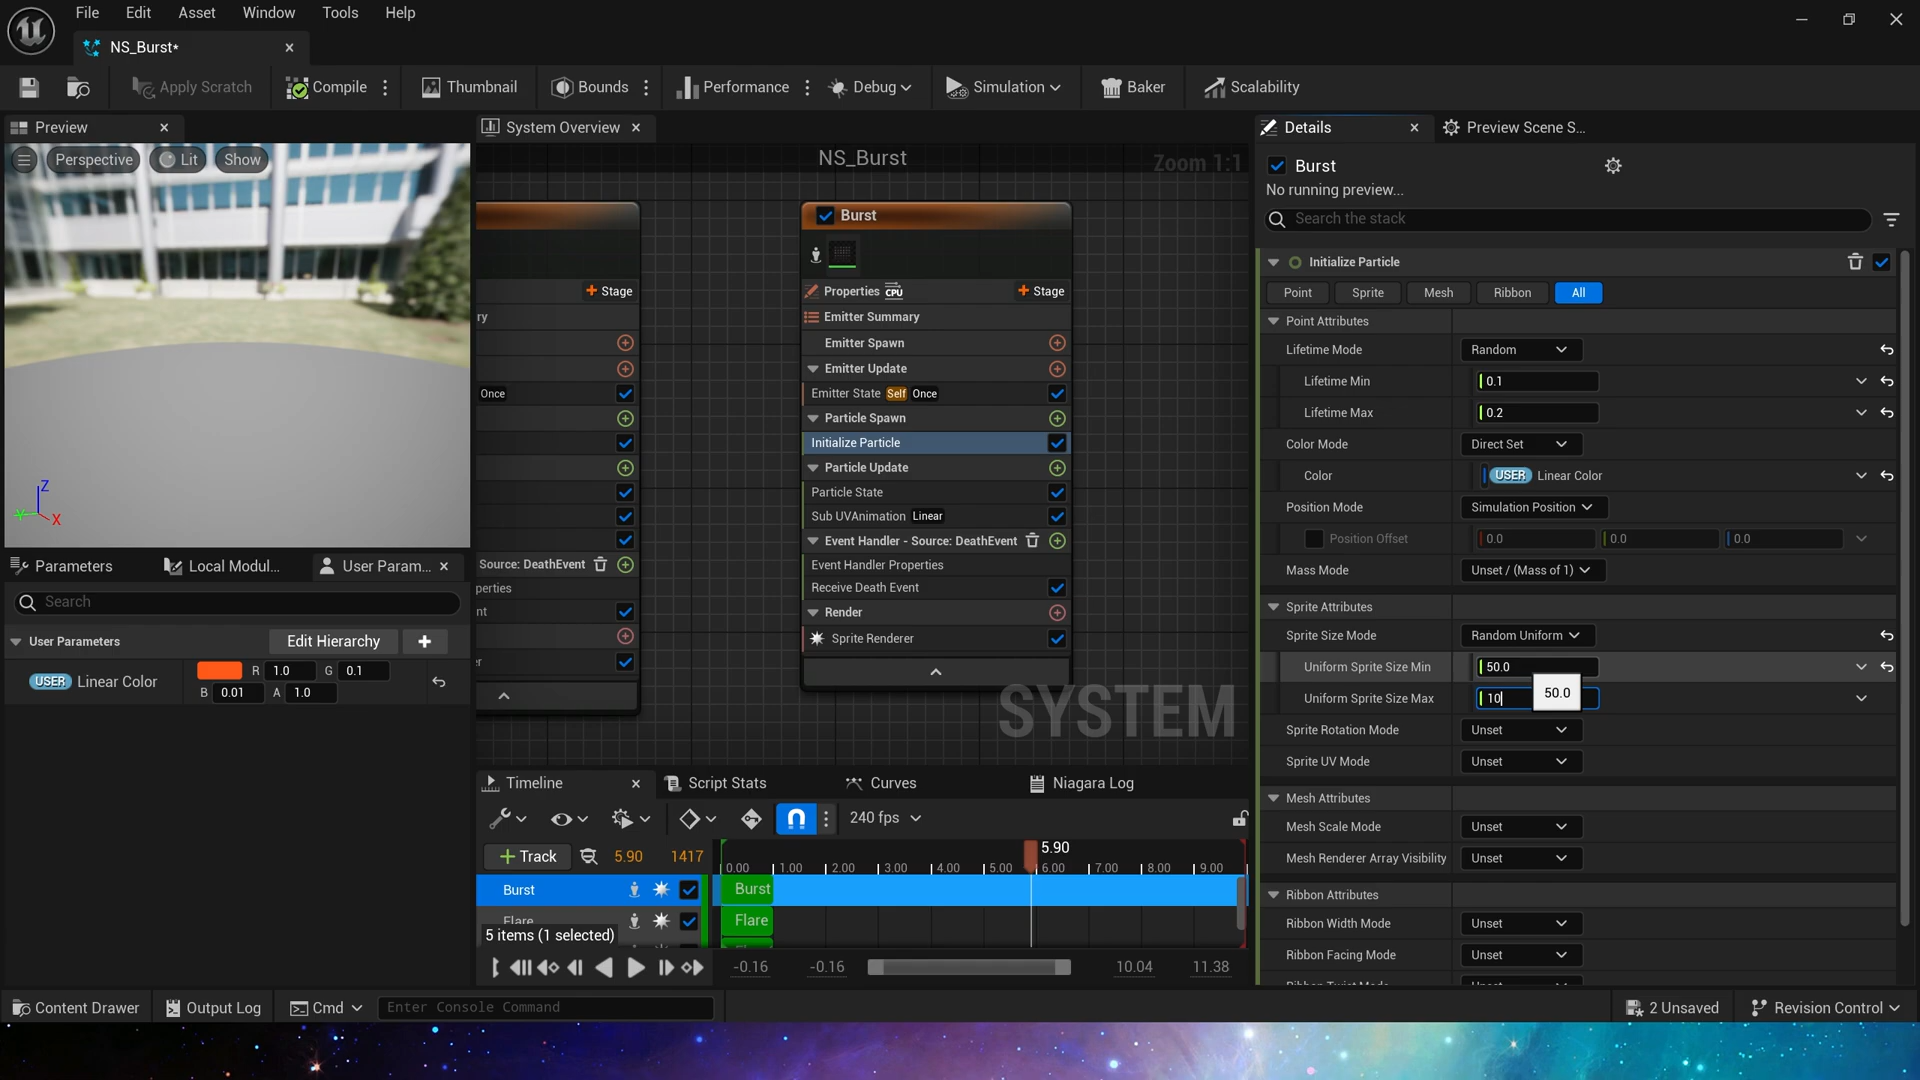 File Edit Asset Window Tools Help
NS_Burst*
Apply Scratch Compile Thumbnail Bounds Performance Debug Simulation Baker Scalability
Preview
Perspective Lit Show
Z
Y
X
System Overview
NS_Burst
Zoom 1:1
Stage
ry
Once
Source: DeathEvent
perties
nt
er
Burst
Properties CPU Stage
Emitter Summary
Emitter Spawn
Emitter Update
Emitter State Self Once
Particle Spawn
Initialize Particle
Particle Update
Particle State
Sub UVAnimation Linear
Event Handler - Source: DeathEvent
Event Handler Properties
Receive Death Event
Render
Sprite Renderer
SYSTEM
Details Preview Scene S...
Burst
No running preview...
Search the stack
Initialize Particle
Point Sprite Mesh Ribbon All
Point Attributes
Lifetime Mode Random
Lifetime Min 0.1
Lifetime Max 0.2
Color Mode Direct Set
Color USER Linear Color
Position Mode Simulation Position
Position Offset 0.0 0.0 0.0
Mass Mode Unset / (Mass of 1)
Sprite Attributes
Sprite Size Mode Random Uniform
Uniform Sprite Size Min 50.0
50.0
Uniform Sprite Size Max 10
Sprite Rotation Mode Unset
Sprite UV Mode Unset
Mesh Attributes
Mesh Scale Mode Unset
Mesh Renderer Array Visibility Unset
Ribbon Attributes
Ribbon Width Mode Unset
Ribbon Facing Mode Unset
Ribbon Twist Mode Unset
Parameters Local Modul... User Param...
Search
User Parameters Edit Hierarchy
USER Linear Color R 1.0 G 0.1
B 0.01 A 1.0
Timeline Script Stats Curves Niagara Log
240 fps
Track 5.90 1417
5.90
0.00 1.00 2.00 3.00 4.00 5.00 6.00 7.00 8.00 9.00
Burst Burst
Flare Flare
5 items (1 selected)
-0.16 -0.16 10.04 11.38
Content Drawer Output Log Cmd Enter Console Command 2 Unsaved Revision Control